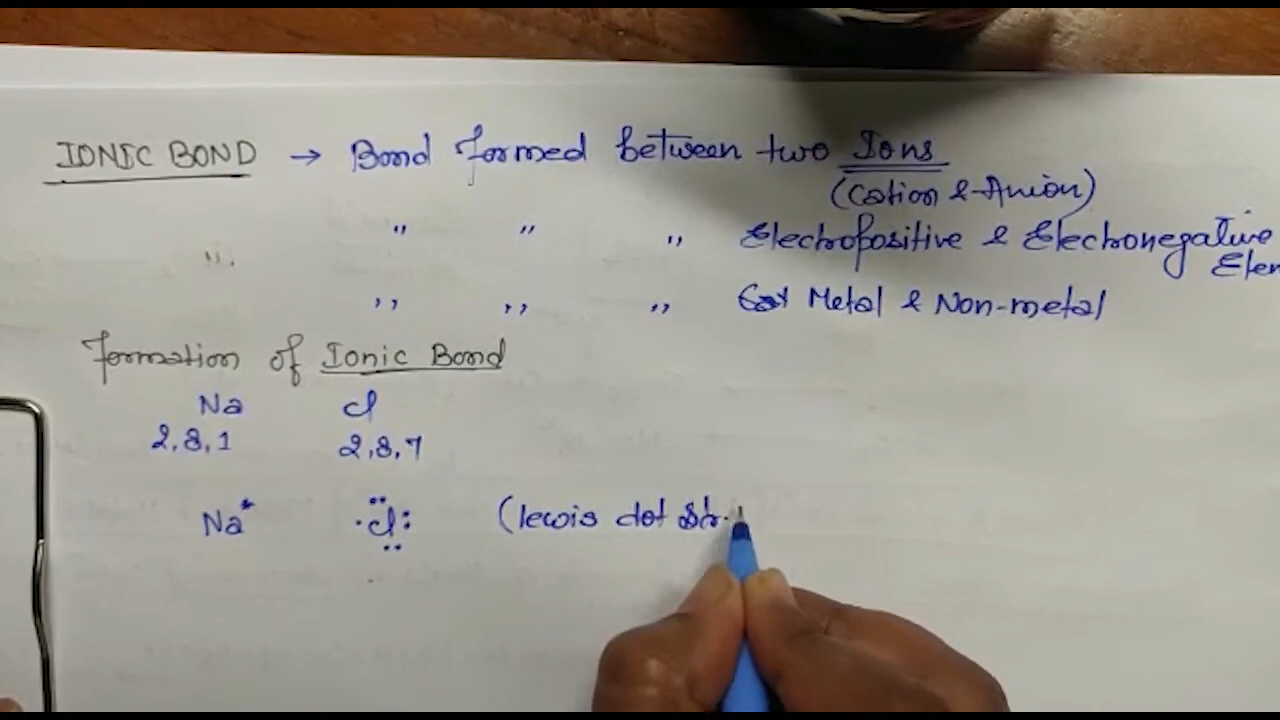 IONIC BOND → Bond formed between two Ions
(Cation & Anion)
" " " Electropositive & Electronegative
Elem
,, ,, ,, Metal & Non-metal
Formation of Ionic Bond
Na Cl
2,8,1 2,8,7
Na* :Cl: (lewis dot Str.